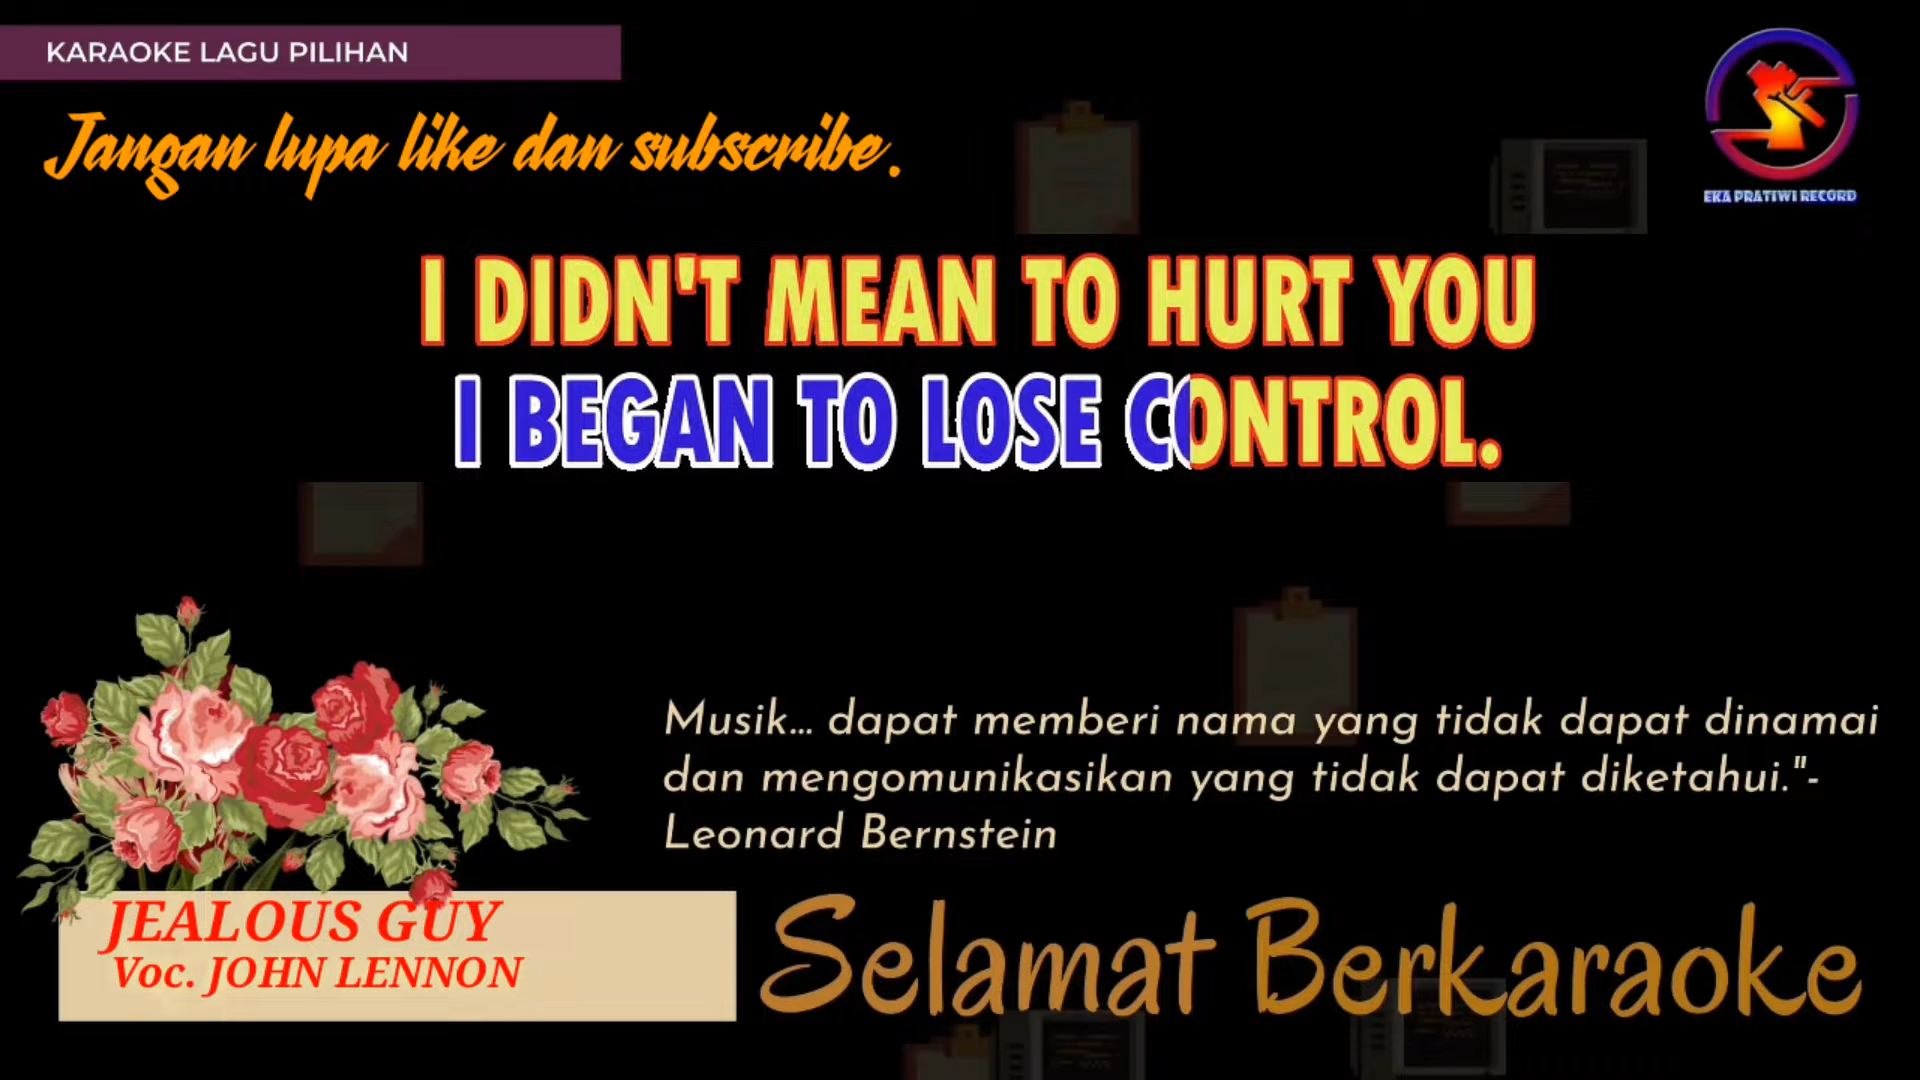 KARAOKE LAGU PILIHAN
Jangan lupa like dan subscribe.
EKA PRATIWI RECORD
I DIDN'T MEAN TO HURT YOU
I BEGAN TO LOSE CONTROL.
Musik... dapat memberi nama yang tidak dapat dinamai
dan mengomunikasikan yang tidak dapat diketahui."-
Leonard Bernstein
JEALOUS GUY
Voc. JOHN LENNON
Selamat Berkaraoke